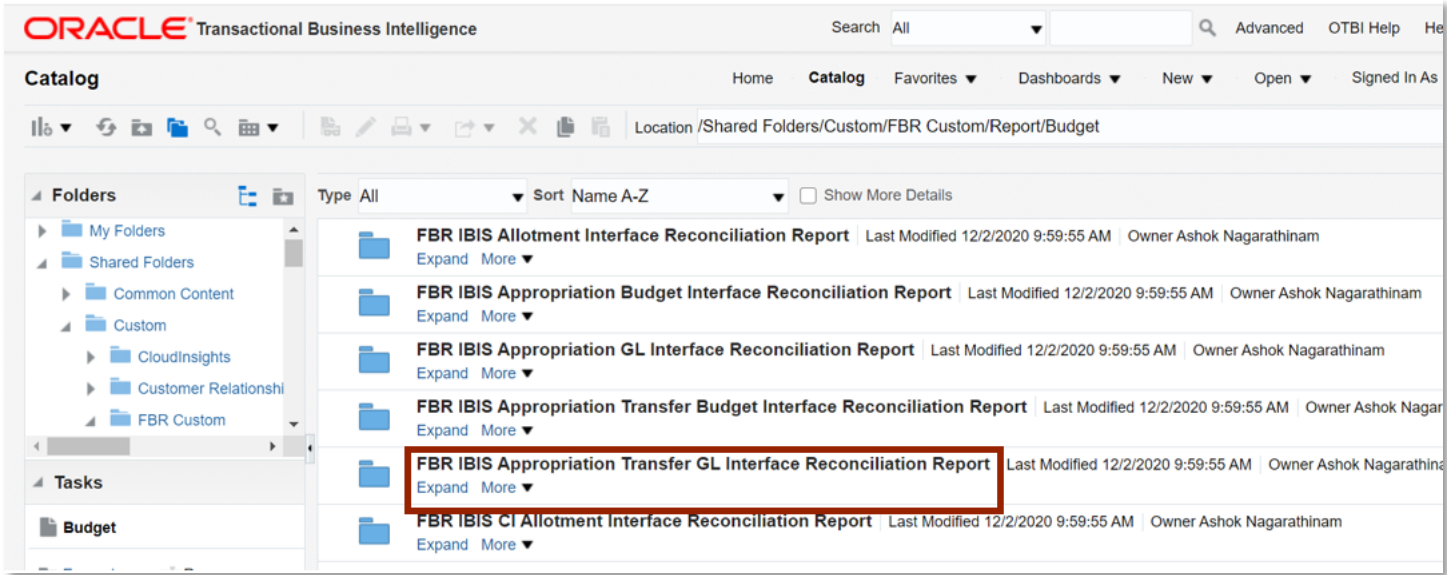 ORACLE Transactional Business Intelligence Search All Advanced OTBI Help He
Catalog Home Catalog Favorites Dashboards New Open Signed In As
Location /Shared Folders/Custom/FBR Custom/Report/Budget
Folders Type All Sort Name A-Z Show More Details
My Folders
Shared Folders
Common Content
Custom
CloudInsights
Customer Relationshi
FBR Custom
Tasks
Budget
FBR IBIS Allotment Interface Reconciliation Report Last Modified 12/2/2020 9:59:55 AM Owner Ashok Nagarathinam
Expand More
FBR IBIS Appropriation Budget Interface Reconciliation Report Last Modified 12/2/2020 9:59:55 AM Owner Ashok Nagarathinam
Expand More
FBR IBIS Appropriation GL Interface Reconciliation Report Last Modified 12/2/2020 9:59:55 AM Owner Ashok Nagarathinam
Expand More
FBR IBIS Appropriation Transfer Budget Interface Reconciliation Report Last Modified 12/2/2020 9:59:55 AM Owner Ashok Nagar
Expand More
FBR IBIS Appropriation Transfer GL Interface Reconciliation Report Last Modified 12/2/2020 9:59:55 AM Owner Ashok Nagarathina
Expand More
FBR IBIS CI Allotment Interface Reconciliation Report Last Modified 12/2/2020 9:59:55 AM Owner Ashok Nagarathinam
Expand More